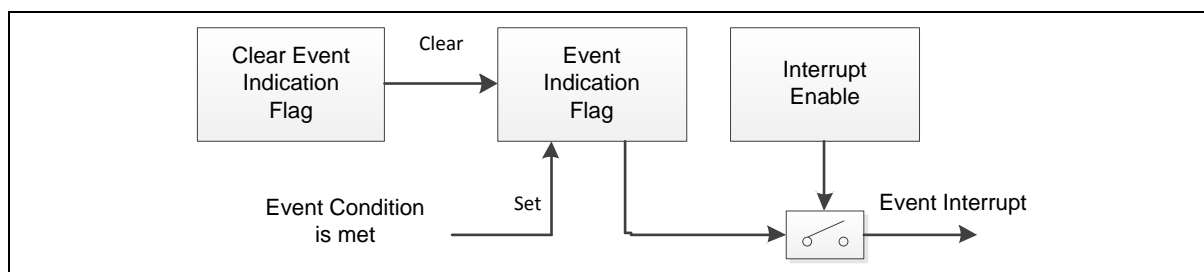 Clear Event
Indication
Flag
Clear
Event
Indication
Flag
Interrupt
Enable
Event Condition
is met
Set
Event Interrupt